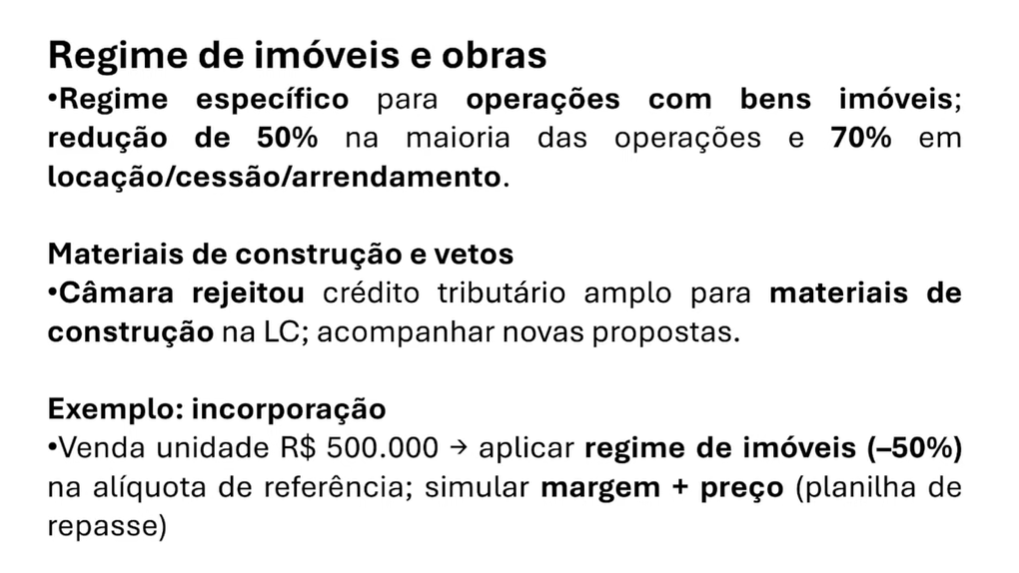 Regime de imóveis e obras
•Regime específico para operações com bens imóveis;
redução de 50% na maioria das operações e 70% em
locação/cessão/arrendamento.
Materiais de construção e vetos
•Câmara rejeitou crédito tributário amplo para materiais de
construção na LC; acompanhar novas propostas.
Exemplo: incorporação
•Venda unidade R$ 500.000 → aplicar regime de imóveis (–50%)
na alíquota de referência; simular margem + preço (planilha de
repasse)